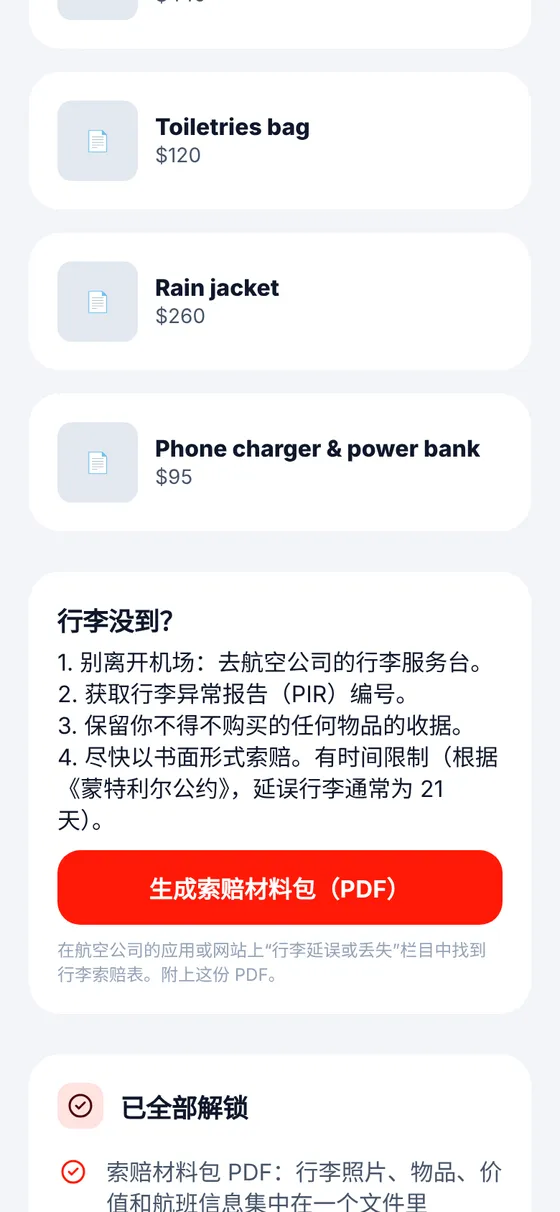 Toiletries bag
$120
Rain jacket
$260
Phone charger & power bank
$95
行李没到？
1. 别离开机场：去航空公司的行李服务台。
2. 获取行李异常报告（PIR）编号。
3. 保留你不得不购买的任何物品的收据。
4. 尽快以书面形式索赔。有时间限制（根据
《蒙特利尔公约》，延误行李通常为 21
天）。
生成索赔材料包（PDF）
在航空公司的应用或网站上“行李延误或丢失”栏目中找到
行李索赔表。附上这份 PDF。
已全部解锁
索赔材料包 PDF：行李照片、物品、价
值和航班信息集中在一个文件里